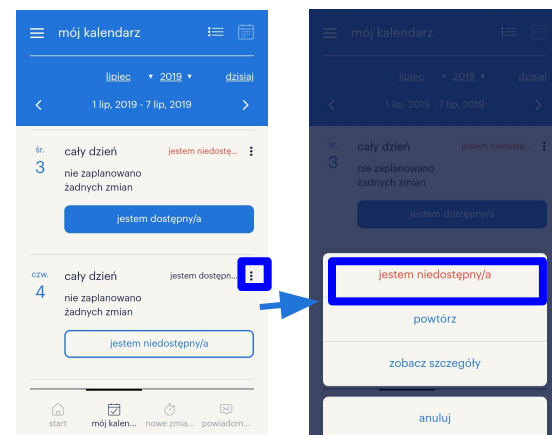 mój kalendarz
lipiec ▾ 2019 ▾ dzisiaj
1 lip, 2019 - 7 lip, 2019
śr.
3
cały dzień jestem niedostę...
nie zaplanowano
żadnych zmian
jestem dostępny/a
czw.
4
cały dzień jestem dostępn...
nie zaplanowano
żadnych zmian
jestem niedostępny/a
start mój kalen... nowe zmia... powiadom...
mój kalendarz
lipiec ▾ 2019 ▾ dzisiaj
1 lip, 2019 - 7 lip, 2019
śr.
3
cały dzień jestem niedostę...
nie zaplanowano
żadnych zmian
jestem dostępny/a
jestem niedostępny/a
powtórz
zobacz szczegóły
anuluj